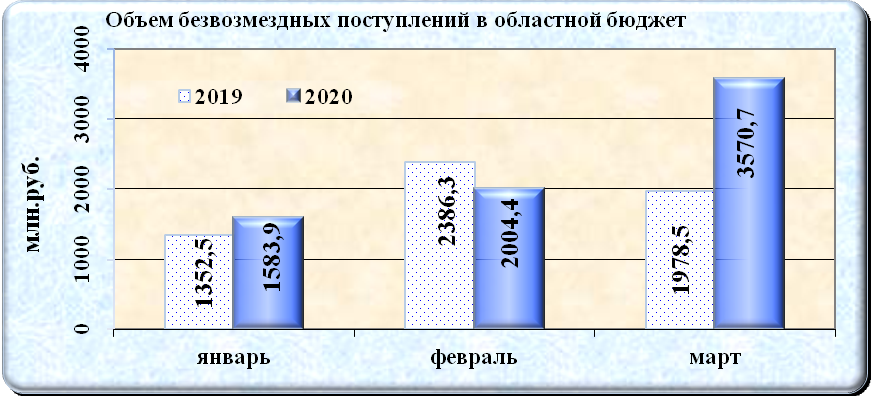 Объем безвозмездных поступлений в областной бюджет
млн.руб.
4000
3000
2000
1000
0
2019
2020
1352,5
1583,9
2386,3
2004,4
1978,5
3570,7
январь
февраль
март